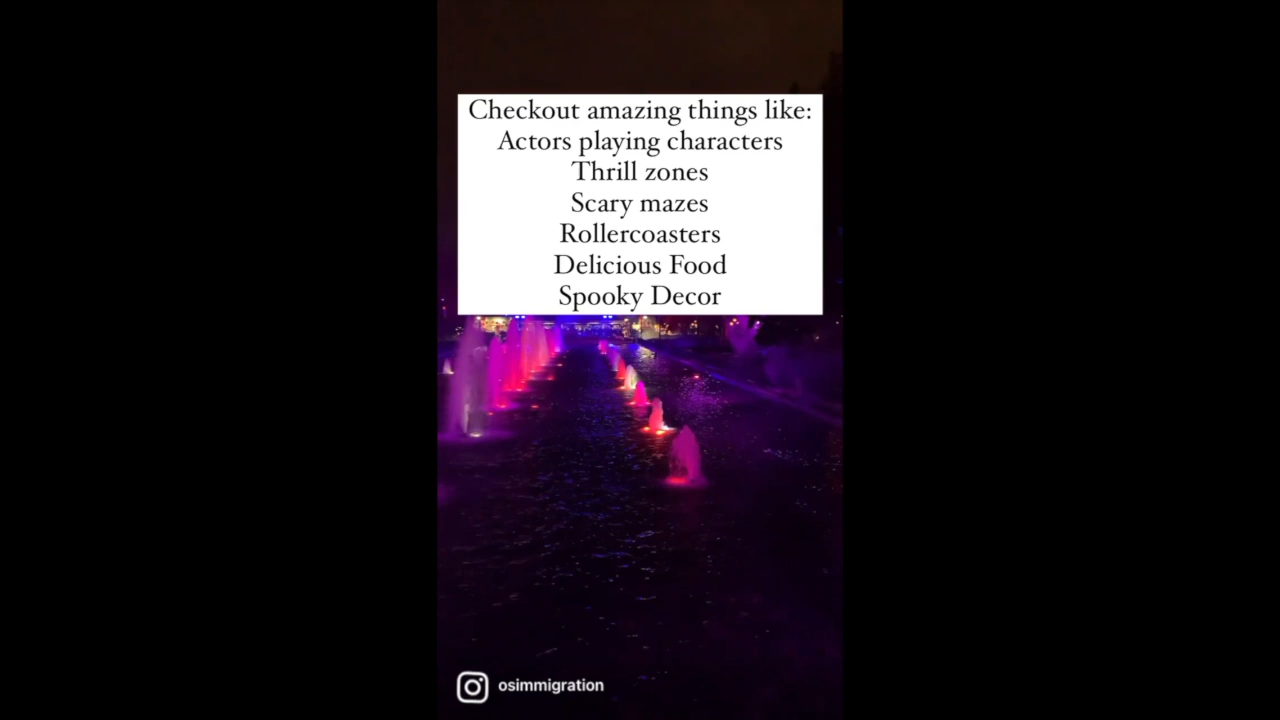 Checkout amazing things like:
Actors playing characters
Thrill zones
Scary mazes
Rollercoasters
Delicious Food
Spooky Decor
osimmigration